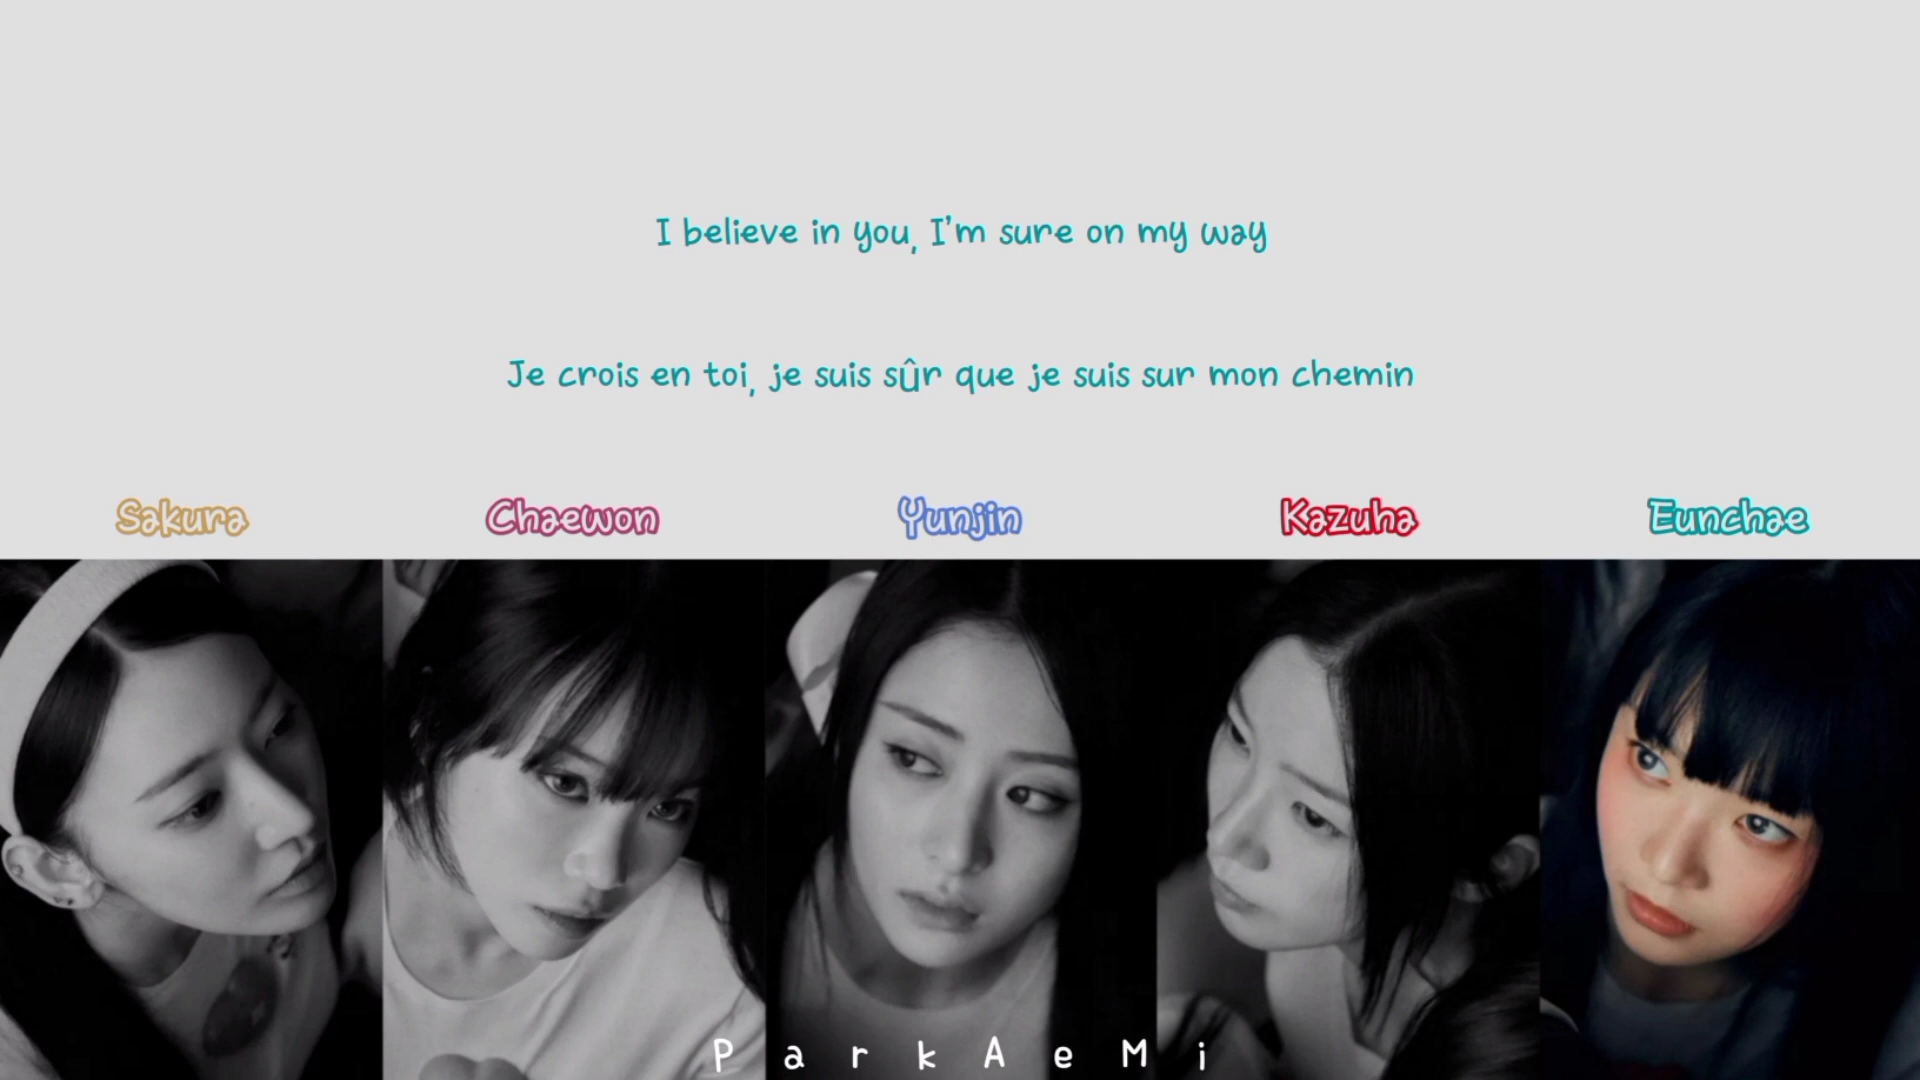 I believe in you, I'm sure on my way
Je crois en toi, je suis sûr que je suis sur mon chemin
Sakura Chaewon Yunjin Kazuha Eunchae
ParkAeMi